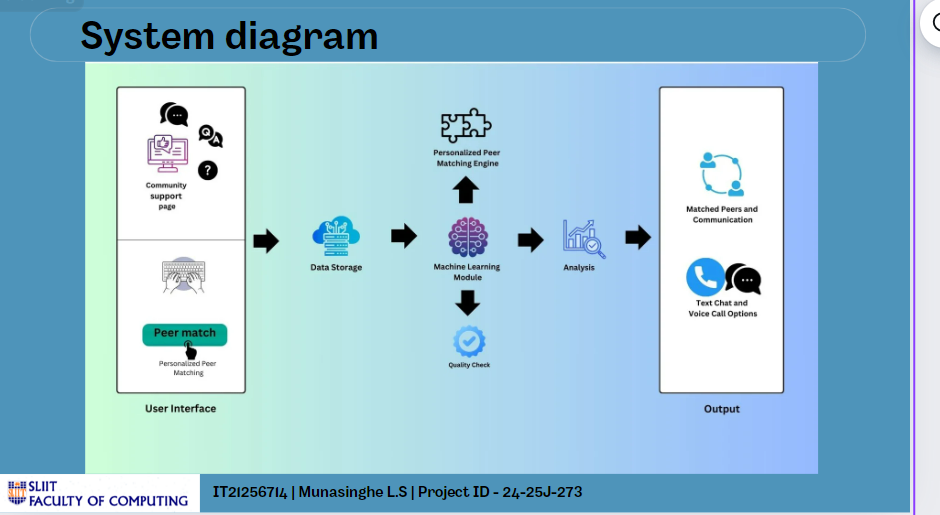 System diagram
Community
support
page
Peer match
Personalized Peer
Matching
User Interface
Data Storage
Personalized Peer
Matching Engine
Machine Learning
Module
Quality Check
Analysis
Matched Peers and
Communication
Text Chat and
Voice Call Options
Output
SLIIT
FACULTY OF COMPUTING
IT21256714 | Munasinghe L.S | Project ID - 24-25J-273